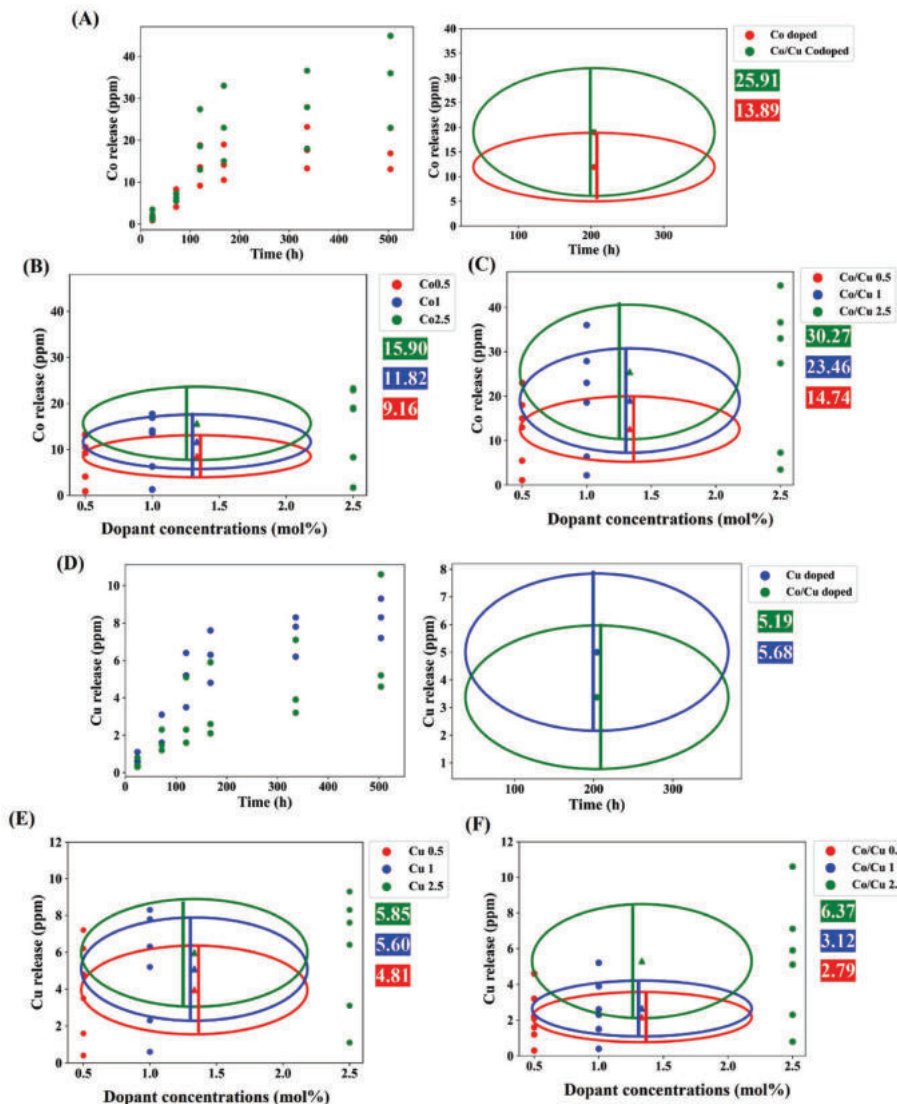 (A)
Co release (ppm)
40
30
20
10
0
0 100 200 300 400 500
Time (h)
Co release (ppm)
40
35
30
25
20
15
10
5
0
100 200 300
Time (h)
Co doped
Co/Cu Codoped
25.91
13.89
(B)
Co release (ppm)
40
30
20
10
0
0.5 1.0 1.5 2.0 2.5
Dopant concentrations (mol%)
Co0.5
Co1
Co2.5
15.90
11.82
9.16
(C)
Co release (ppm)
40
30
20
10
0
0.5 1.0 1.5 2.0 2.5
Dopant concentrations (mol%)
Co/Cu 0.5
Co/Cu 1
Co/Cu 2.5
30.27
23.46
14.74
(D)
Cu release (ppm)
10
8
6
4
2
0
0 100 200 300 400 500
Time (h)
Cu release (ppm)
8
7
6
5
4
3
2
1
100 200 300
Time (h)
Cu doped
Co/Cu doped
5.19
5.68
(E)
Cu release (ppm)
12
10
8
6
4
2
0
0.5 1.0 1.5 2.0 2.5
Dopant concentrations (mol%)
Cu 0.5
Cu 1
Cu 2.5
5.85
5.60
4.81
(F)
Cu release (ppm)
12
10
8
6
4
2
0
0.5 1.0 1.5 2.0 2.5
Dopant concentrations (mol%)
Co/Cu 0.
Co/Cu 1
Co/Cu 2.
6.37
3.12
2.79